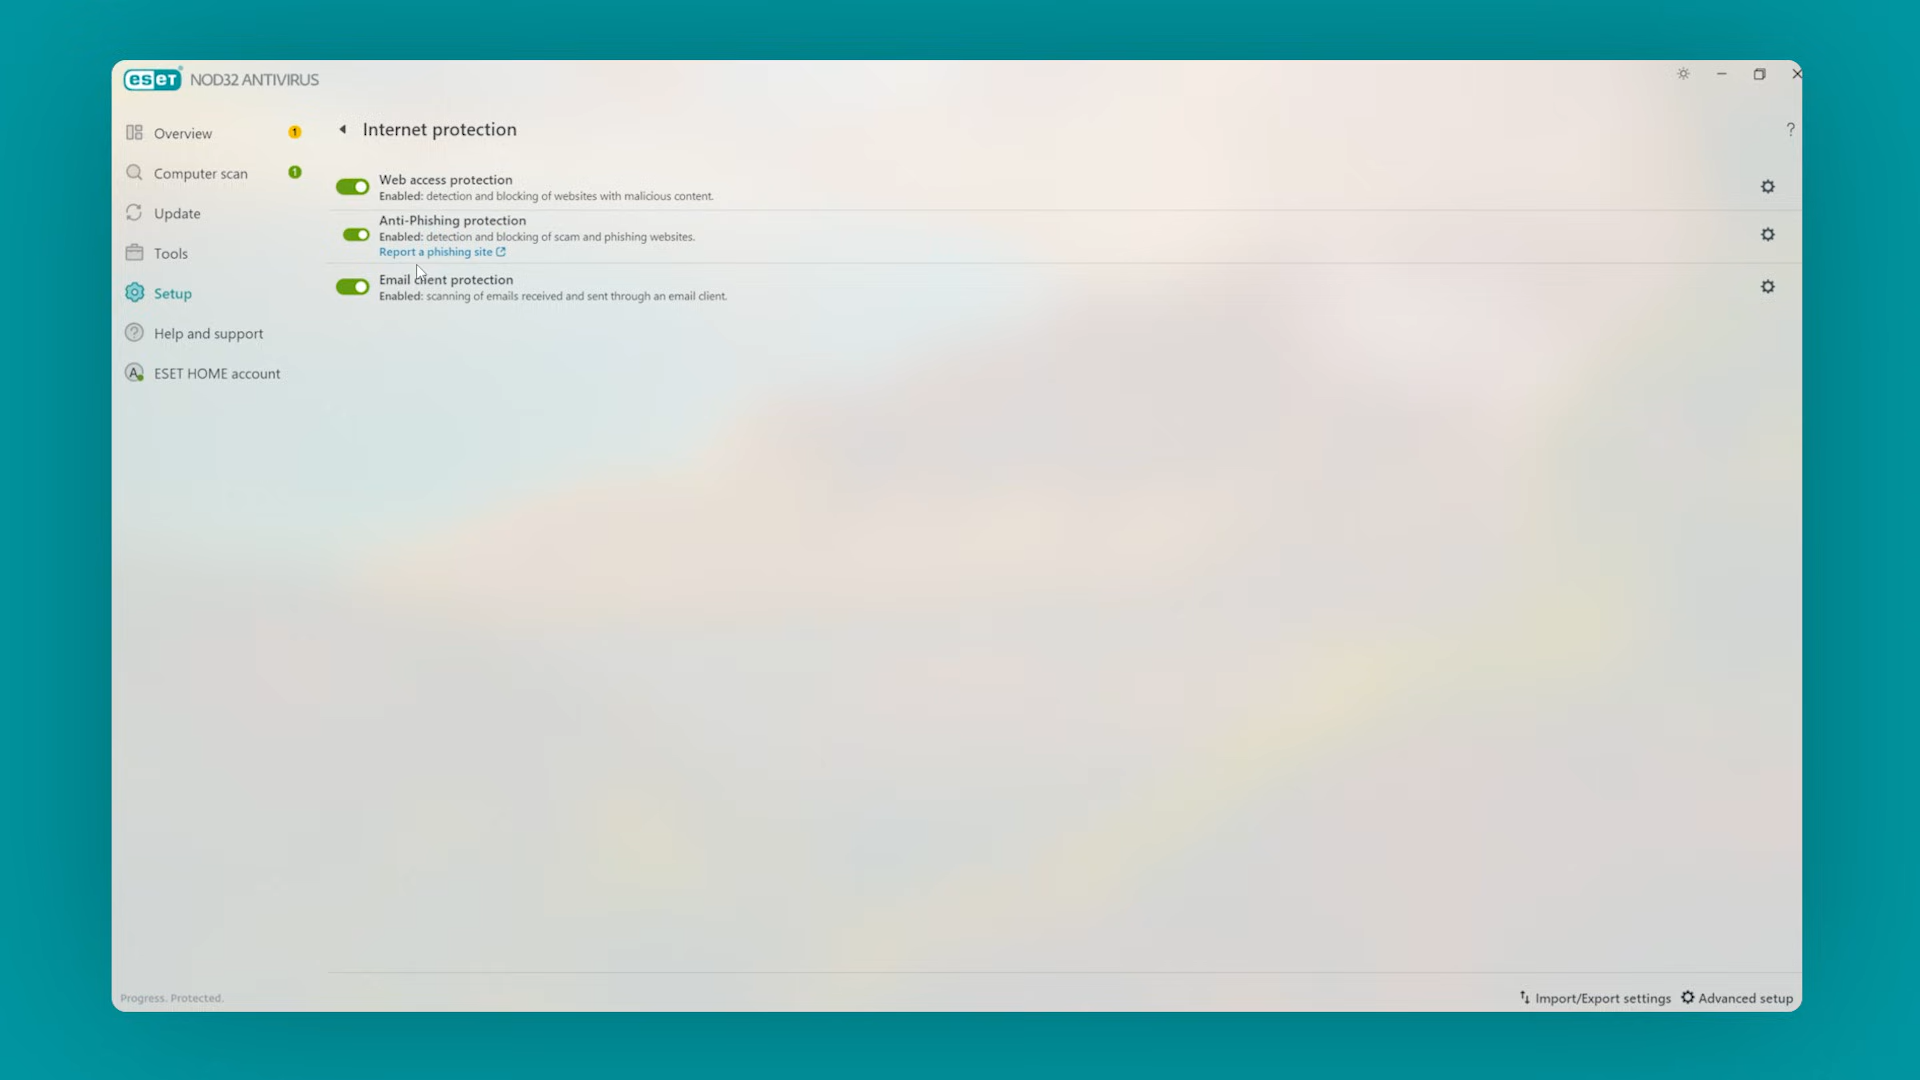 eset NOD32 ANTIVIRUS
Overview 1
Computer scan 1
Update
Tools
Setup
Help and support
ESET HOME account
Internet protection
?
Web access protection
Enabled: detection and blocking of websites with malicious content.
Anti-Phishing protection
Enabled: detection and blocking of scam and phishing websites.
Report a phishing site
Email client protection
Enabled: scanning of emails received and sent through an email client.
Progress. Protected.
Import/Export settings
Advanced setup